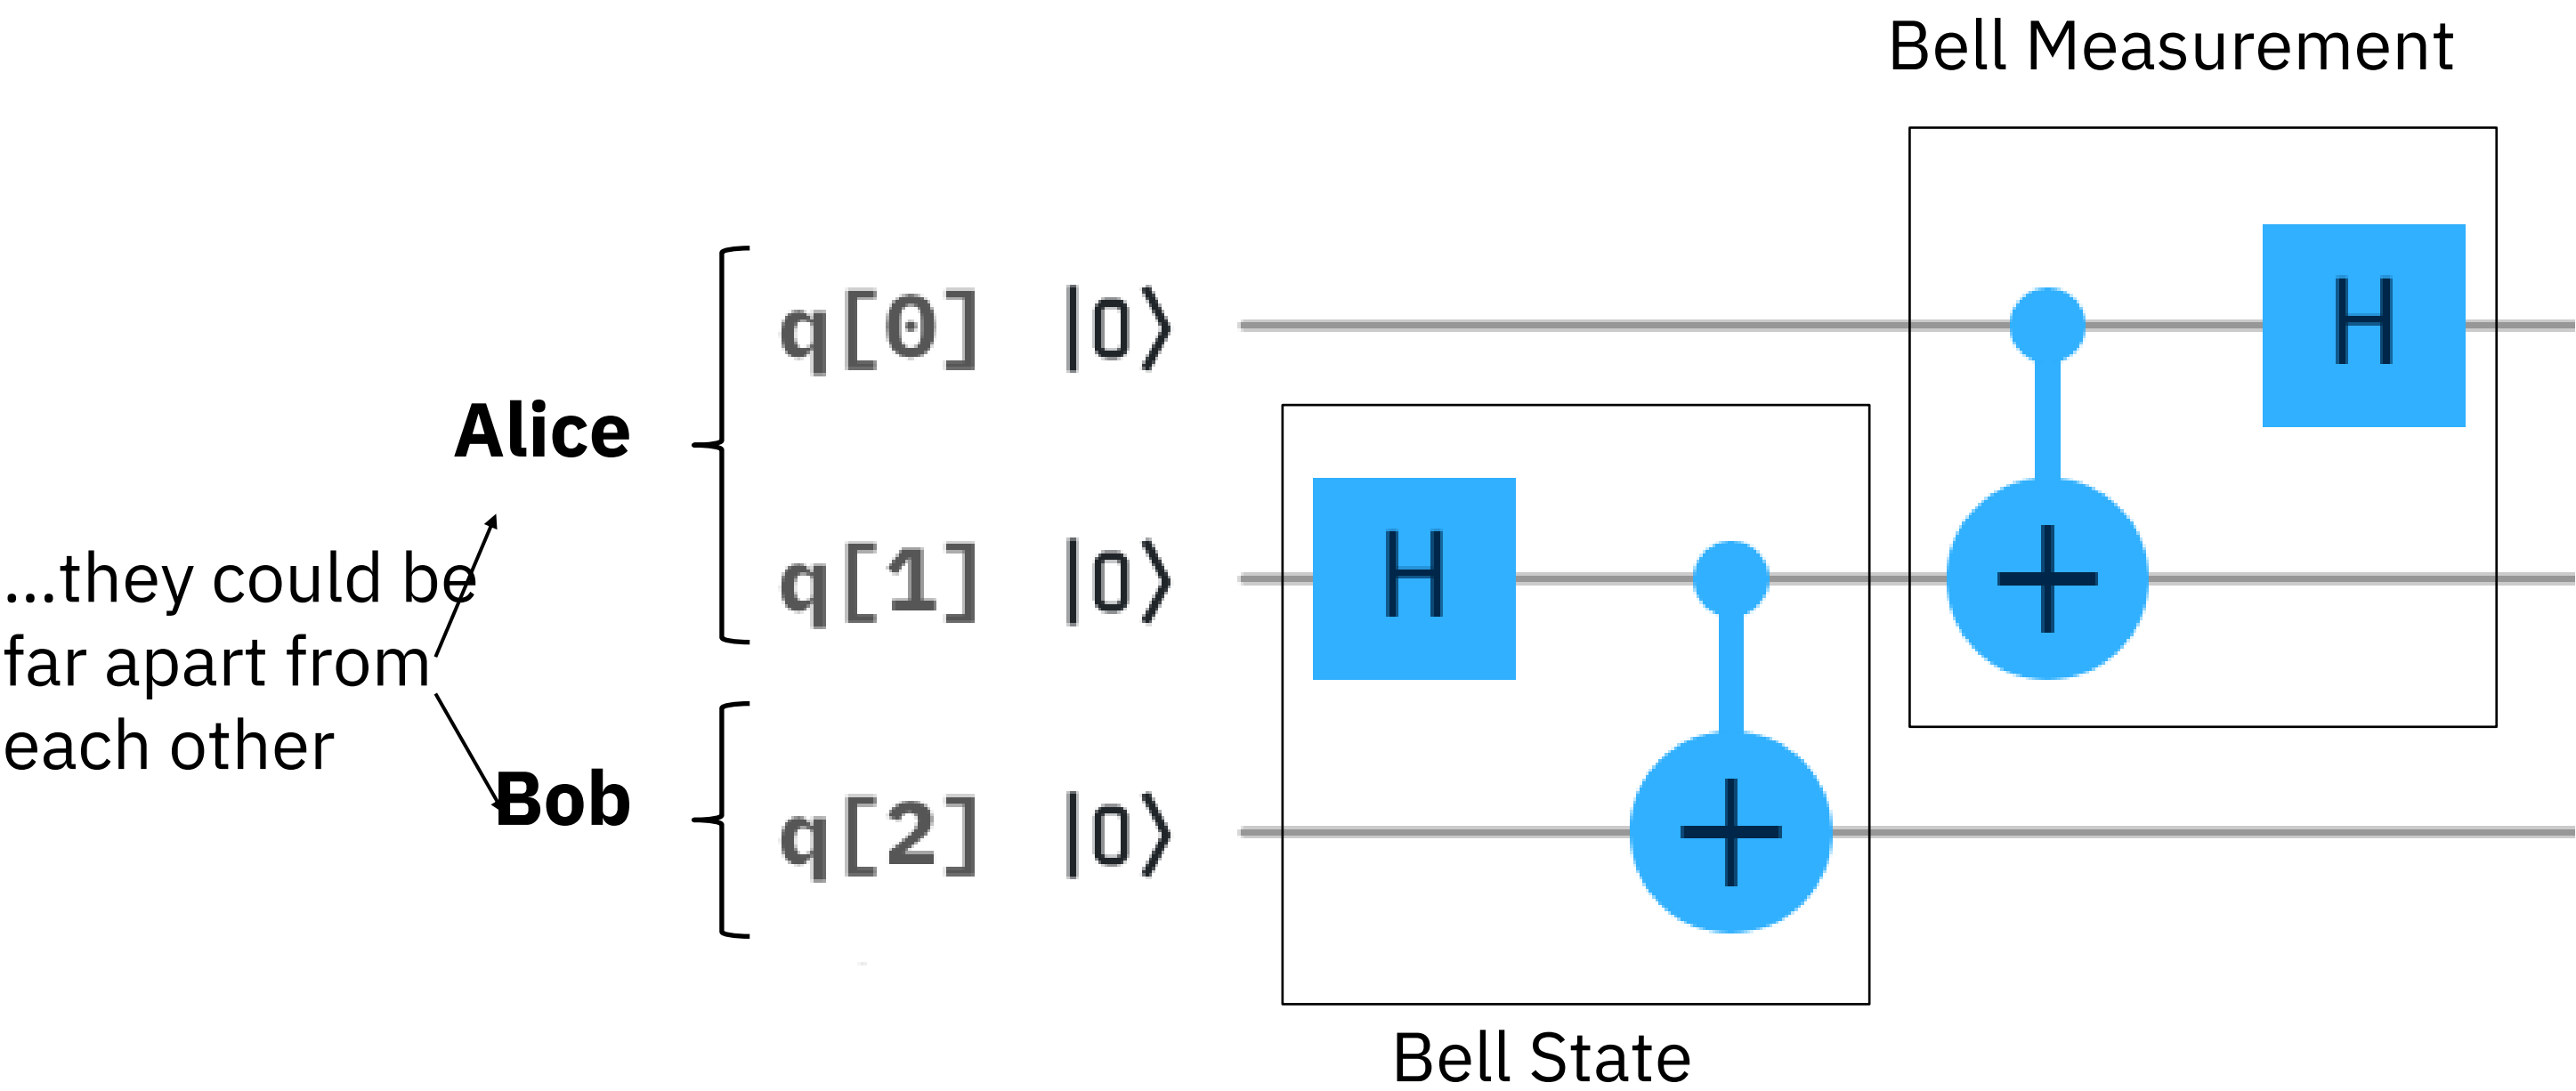 Bell Measurement
q[0] |0⟩ H
Alice
…they could be
far apart from
each other
q[1] |0⟩ H +
Bob
q[2] |0⟩ +
Bell State